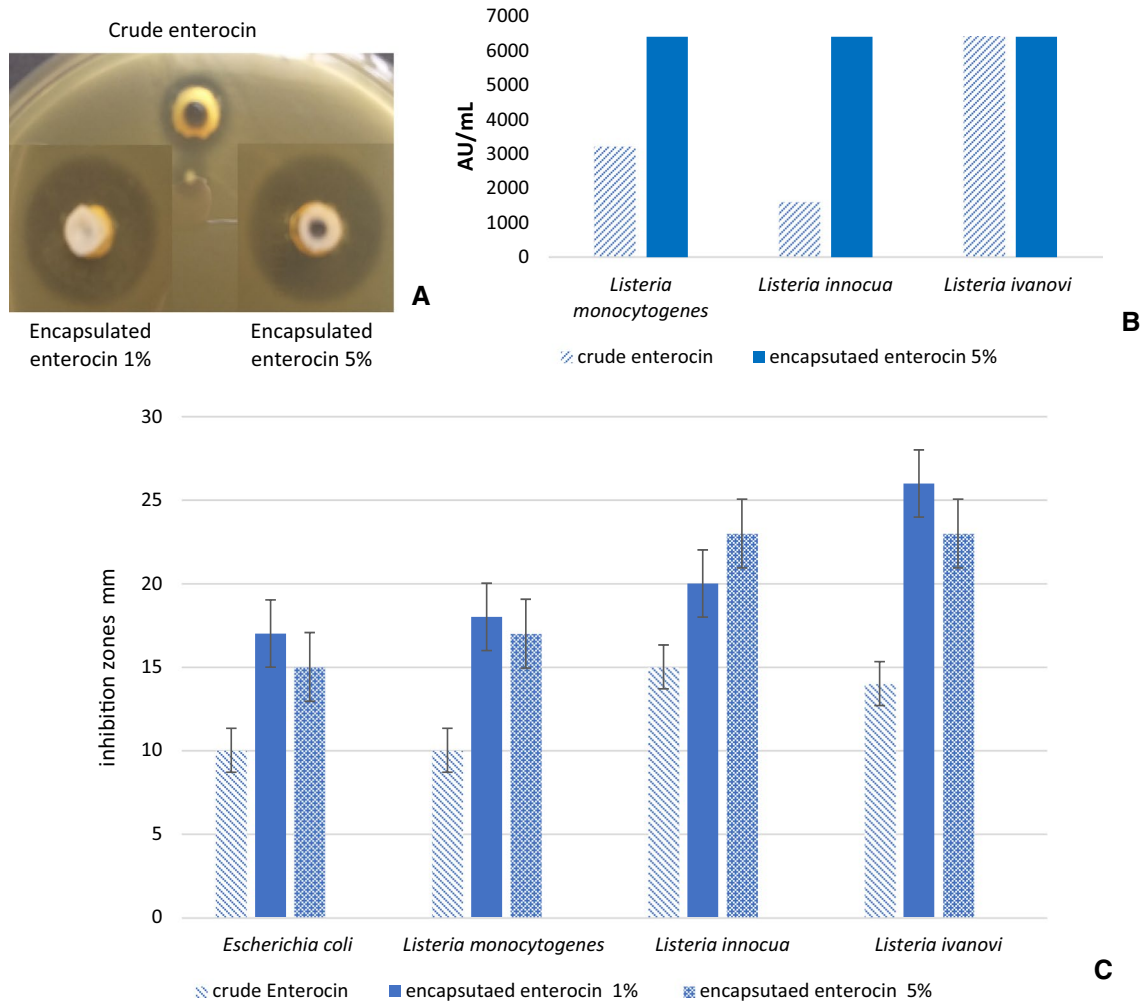 Crude enterocin
Encapsulated
enterocin 1%
Encapsulated
enterocin 5%
A
7000
6000
5000
4000
3000
2000
1000
0
AU/mL
Listeria
monocytogenes
Listeria innocua
Listeria ivanovi
crude enterocin
encapsutaed enterocin 5%
B
30
25
20
15
10
5
0
inhibition zones mm
Escherichia coli
Listeria monocytogenes
Listeria innocua
Listeria ivanovi
crude Enterocin
encapsutaed enterocin 1%
encapsutaed enterocin 5%
C